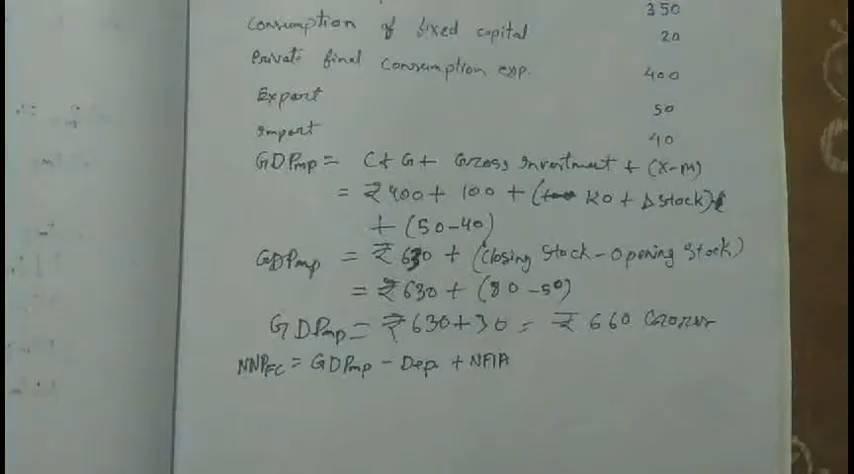 350
Consumption of fixed capital 20
Private final Consumption exp. 400
Export 50
Import 40
GDPmp = C + G + Gross Investment + (X-M)
= ₹400 + 100 + ( 120 + Δ Stock)
+ (50-40)
GDPmp = ₹630 + (Closing Stock - Opening Stock)
= ₹630 + (80 - 50)
GDPmp = ₹630+30 = ₹660 Crores
NNPFC = GDPmp - Dep. + NFIA